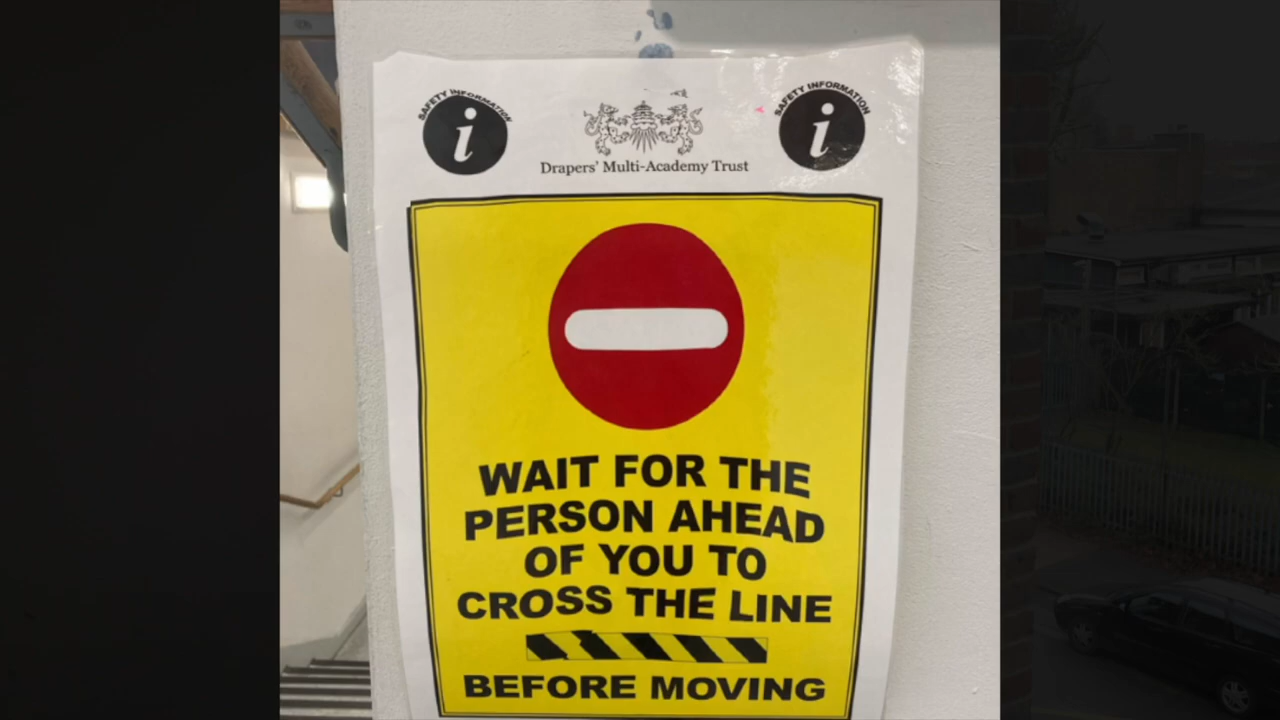 SAFETY INFORMATION
i
SAFETY INFORMATION
i
Drapers' Multi-Academy Trust
WAIT FOR THE
PERSON AHEAD
OF YOU TO
CROSS THE LINE
BEFORE MOVING